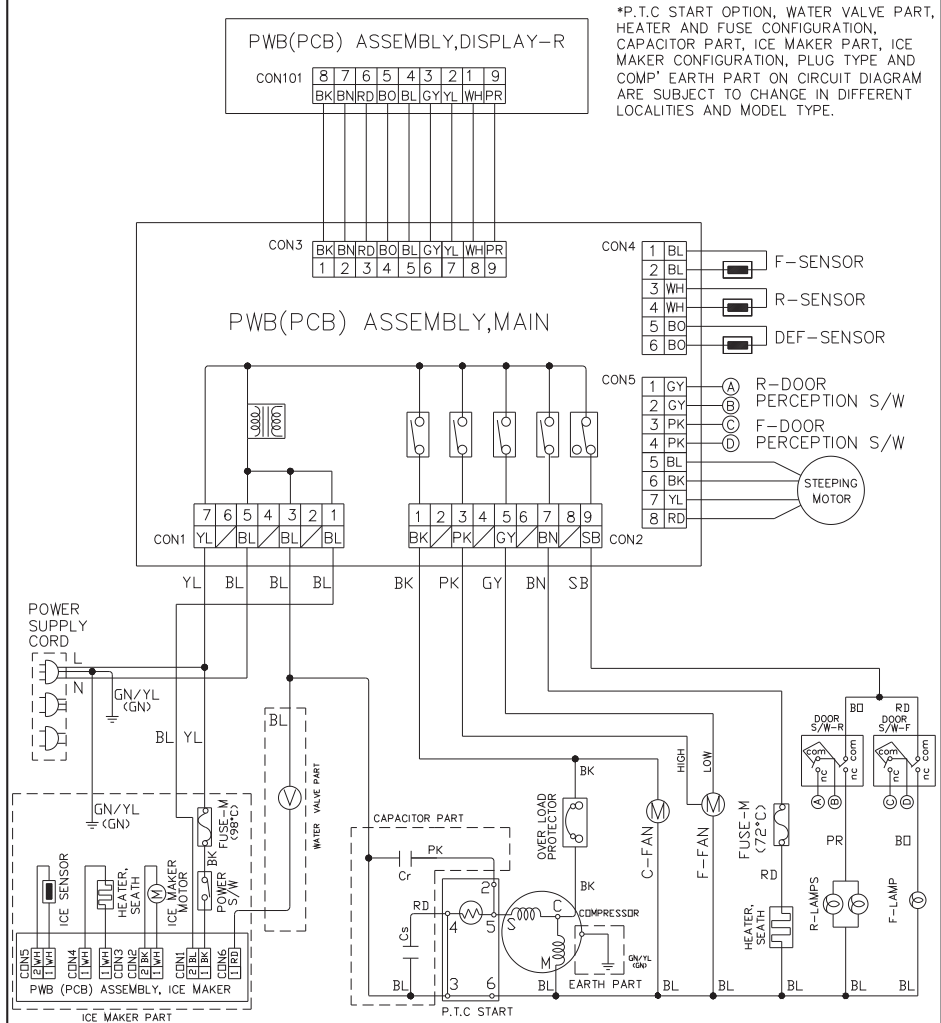 *P.T.C START OPTION, WATER VALVE PART,
HEATER AND FUSE CONFIGURATION,
CAPACITOR PART, ICE MAKER PART, ICE
MAKER CONFIGURATION, PLUG TYPE AND
COMP' EARTH PART ON CIRCUIT DIAGRAM
ARE SUBJECT TO CHANGE IN DIFFERENT
LOCALITIES AND MODEL TYPE.
PWB(PCB) ASSEMBLY,DISPLAY-R
CON101
8 7 6 5 4 3 2 1 9
BK BN RD BO BL GY YL WH PR
CON3
BK BN RD BO BL GY YL WH PR
1 2 3 4 5 6 7 8 9
PWB(PCB) ASSEMBLY,MAIN
CON4
1 BL
2 BL
F-SENSOR
3 WH
4 WH
R-SENSOR
5 BO
6 BO
DEF-SENSOR
CON5
1 GY A R-DOOR
2 GY B PERCEPTION S/W
3 PK C F-DOOR
4 PK D PERCEPTION S/W
5 BL
6 BK
7 YL
8 RD
STEEPING
MOTOR
7 6 5 4 3 2 1
CON1 YL BL BL BL
1 2 3 4 5 6 7 8 9
BK PK GY BN SB CON2
YL BL BL BL BK PK GY BN SB
POWER
SUPPLY
CORD
L
N
GN/YL
(GN)
BL YL
GN/YL
(GN)
FUSE-M
(98°C)
BK
POWER
S/W
ICE SENSOR
HEATER,
SEATH
ICE MAKER
MOTOR
CON5 2 WH 1 WH
CON4 1 WH
CON3 1 WH
CON2 2 BK 1 BK
CON1 2 BL 1 BK
CON6 1 RD
PWB (PCB) ASSEMBLY, ICE MAKER
ICE MAKER PART
BL
V
WATER VALVE PART
CAPACITOR PART
PK
Cr
RD
Cs
BL
2
4 5
3 6
P.T.C START
BK
OVER LOAD
PROTECTOR
BK
S C M
COMPRESSOR
GN/YL
(GN)
EARTH PART
BL
M
C-FAN
BL
HIGH
LOW
M
F-FAN
BL
FUSE-M
(72°C)
RD
HEATER,
SEATH
BL
BO RD
DOOR
S/W-R
DOOR
S/W-F
com
nc
com
nc
com
nc
com
nc
A B C D
PR BO
R-LAMPS
F-LAMP
BL BL